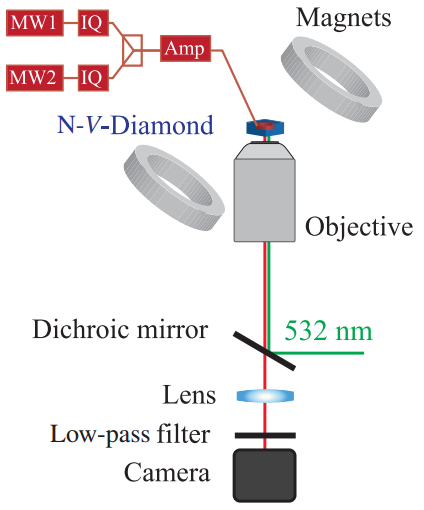 MW1 IQ
Amp
MW2 IQ
Magnets
N-V-Diamond
Objective
Dichroic mirror
532 nm
Lens
Low-pass filter
Camera